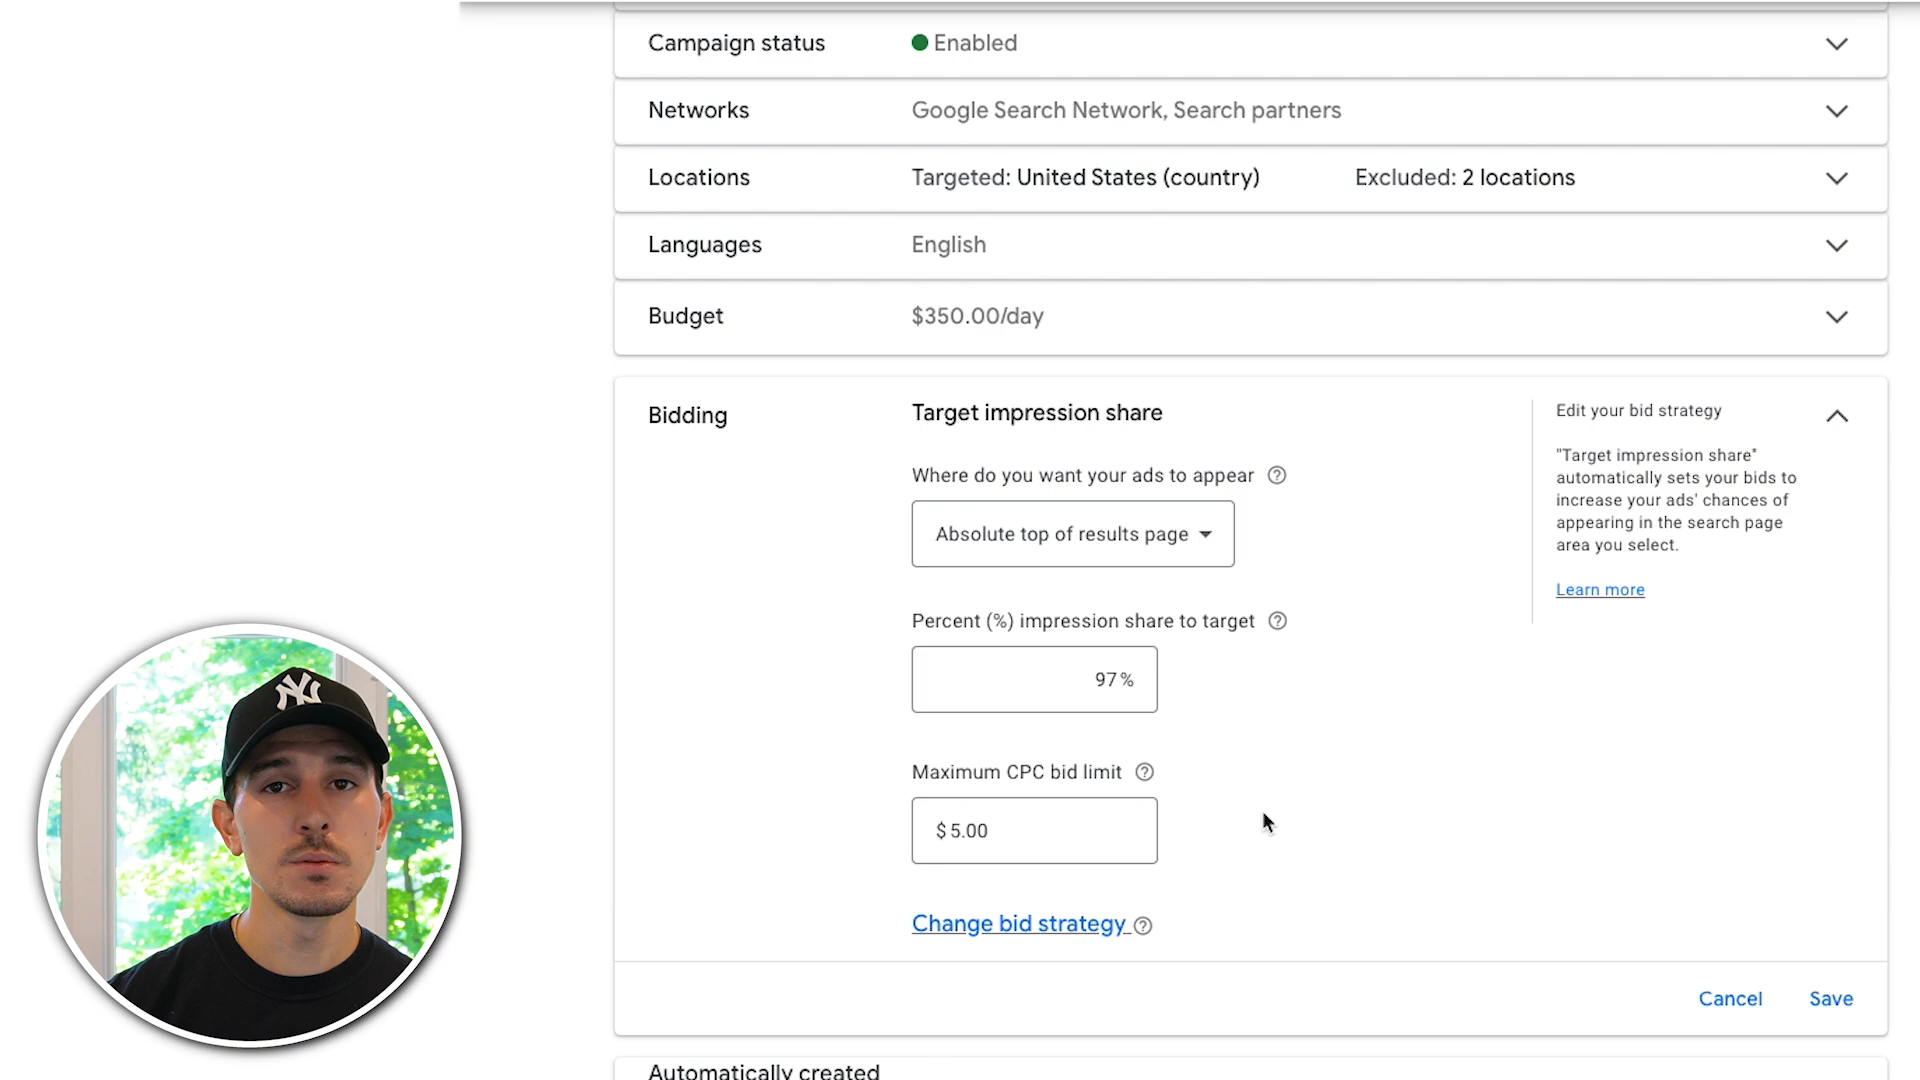 Campaign status
Enabled
Networks
Google Search Network, Search partners
Locations
Targeted: United States (country)
Excluded: 2 locations
Languages
English
Budget
$350.00/day
Bidding
Target impression share
Where do you want your ads to appear
Absolute top of results page
Percent (%) impression share to target
97%
Maximum CPC bid limit
$ 5.00
Change bid strategy
Edit your bid strategy
"Target impression share"
automatically sets your bids to
increase your ads' chances of
appearing in the search page
area you select.
Learn more
Cancel
Save
Automatically created
NY